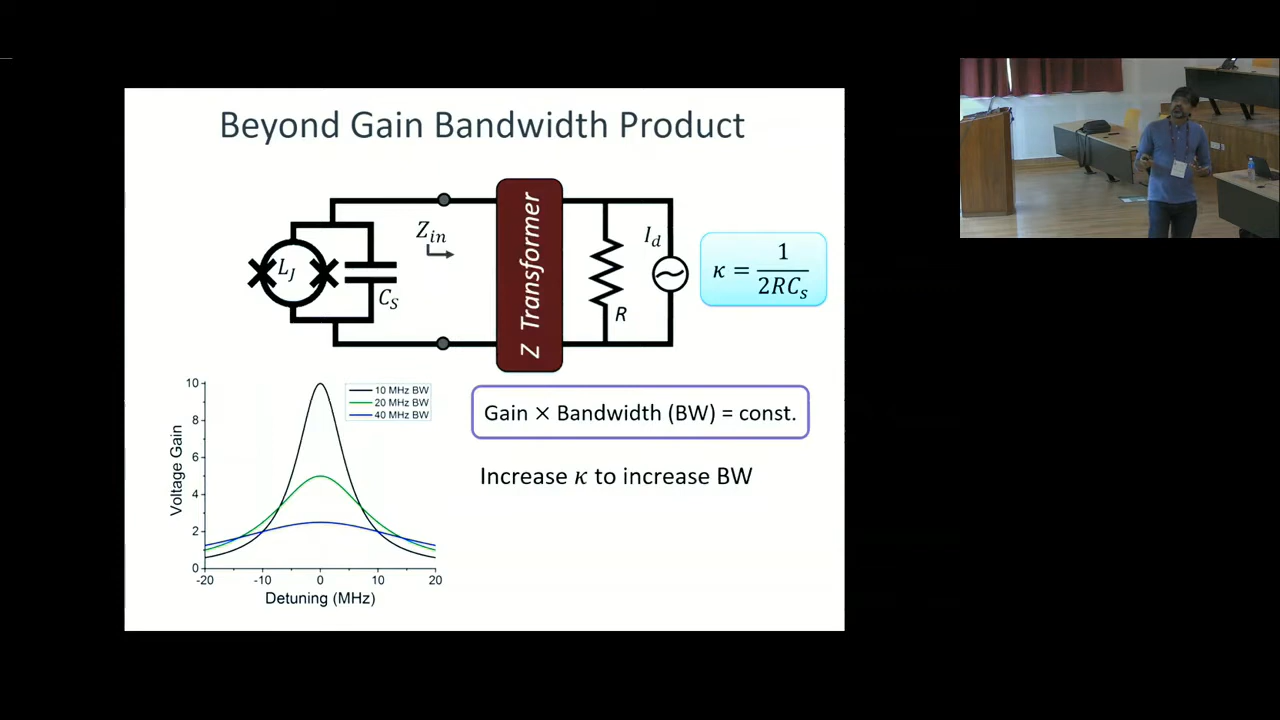 Beyond Gain Bandwidth Product
L_J
C_S
Z_in
Z Transformer
R
I_d
κ = 1 / 2RC_s
10 MHz BW
20 MHz BW
40 MHz BW
Voltage Gain
10
8
6
4
2
0
-20
-10
0
10
20
Detuning (MHz)
Gain × Bandwidth (BW) = const.
Increase κ to increase BW